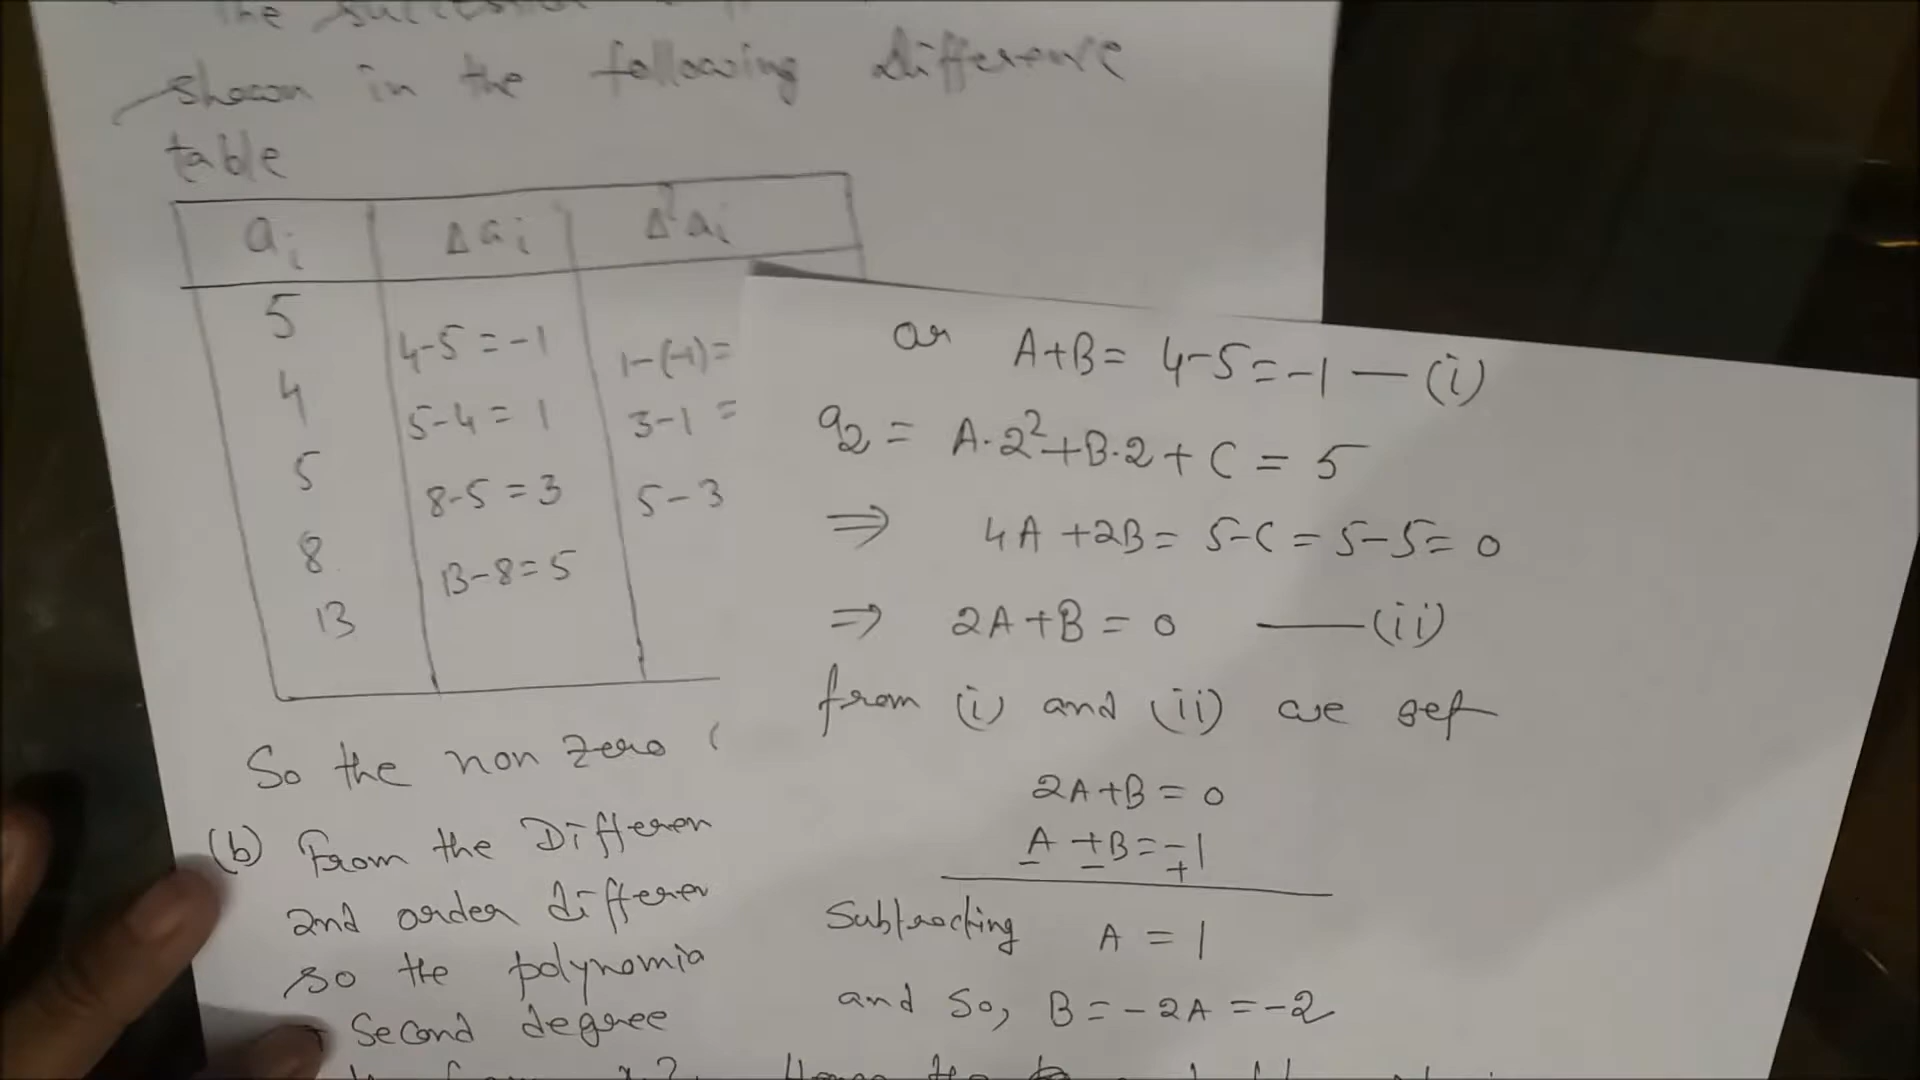 The
shown in the following difference
table
ai Δai Δ²ai
5
4-5=-1 1-(-1)=
4
5-4=1 3-1=
5
8-5=3 5-3
8
13-8=5
13
So the non zero
(b) From the Differen
2nd order differen
so the polynomia
second degree
or A+B= 4-5=-1 — (i)
a2 = A·2²+B·2+C = 5
⇒ 4A+2B= 5-C=5-5=0
⇒ 2A+B=0 — (ii)
from (i) and (ii) we get
2A+B=0
A+B=-1
- - +
Subtracting A=1
and so, B=-2A=-2
Hence the